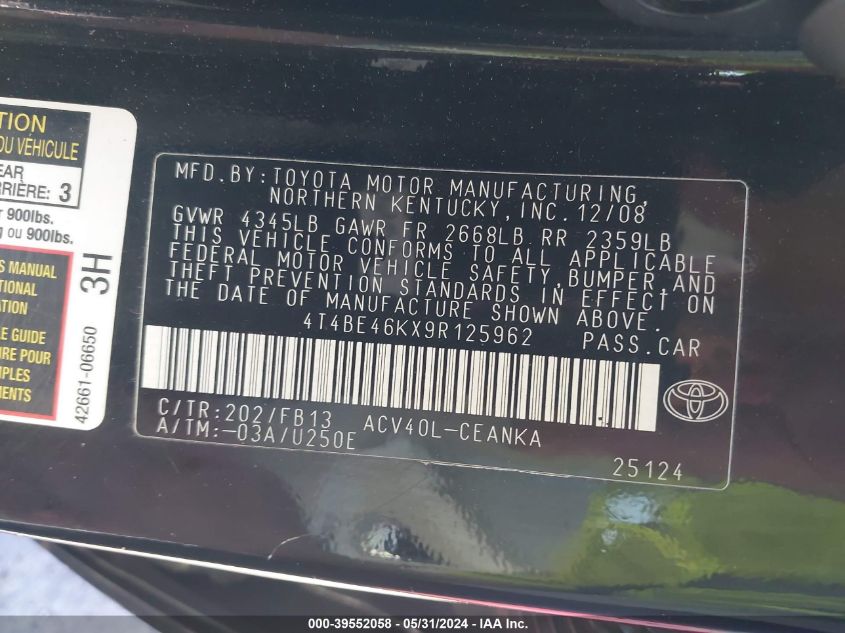 TION
DU VÉHICULE
EAR
RRIÈRE: 3
r 900lbs.
g ou 900lbs.
S MANUAL
TIONAL
ATION
E GUIDE
URE POUR
MPLES
MENTS
3H
42661-06650
MFD.BY:TOYOTA MOTOR MANUFACTURING,
NORTHERN KENTUCKY,INC.12/08
GVWR 4345LB GAWR FR 2668LB RR 2359LB
THIS VEHICLE CONFORMS TO ALL APPLICABLE
FEDERAL MOTOR VEHICLE SAFETY,BUMPER,AND
THEFT PREVENTION STANDARDS IN EFFECT ON
THE DATE OF MANUFACTURE SHOWN ABOVE.
4T4BE46KX9R125962 PASS.CAR
C/TR:202/FB13 ACV40L-CEANKA
A/TM:-03A/U250E
25124
000-39552058 - 05/31/2024 - IAA Inc.